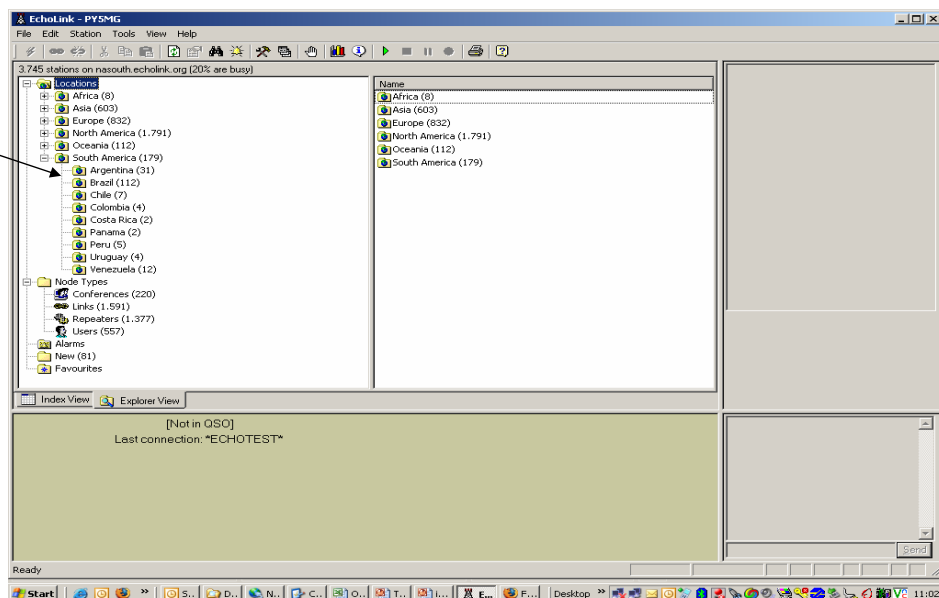 EchoLink - PY5MG
File Edit Station Tools View Help
3.745 stations on nasouth.echolink.org (20% are busy)
Locations
Africa (8)
Asia (603)
Europe (832)
North America (1.791)
Oceania (112)
South America (179)
Argentina (31)
Brazil (112)
Chile (7)
Colombia (4)
Costa Rica (2)
Panama (2)
Peru (5)
Uruguay (4)
Venezuela (12)
Node Types
Conferences (220)
Links (1.591)
Repeaters (1.377)
Users (557)
Alarms
New (81)
Favourites
Name
Africa (8)
Asia (603)
Europe (832)
North America (1.791)
Oceania (112)
South America (179)
Index View Explorer View
[Not in QSO]
Last connection: *ECHOTEST*
Send
Ready
Start S... D... N... C... O... T... i... E... F... Desktop 11:02